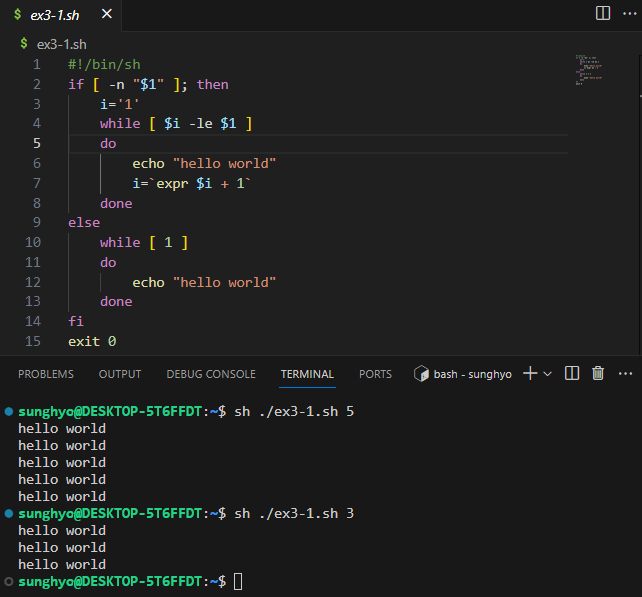 $ ex3-1.sh ×
$ ex3-1.sh
1 #!/bin/sh
2 if [ -n "$1" ]; then
3     i='1'
4     while [ $i -le $1 ]
5     do
6         echo "hello world"
7         i=`expr $i + 1`
8     done
9 else
10     while [ 1 ]
11     do
12         echo "hello world"
13     done
14 fi
15 exit 0
PROBLEMS OUTPUT DEBUG CONSOLE TERMINAL PORTS bash - sunghyo
sunghyo@DESKTOP-5T6FFDT:~$ sh ./ex3-1.sh 5
hello world
hello world
hello world
hello world
hello world
sunghyo@DESKTOP-5T6FFDT:~$ sh ./ex3-1.sh 3
hello world
hello world
hello world
sunghyo@DESKTOP-5T6FFDT:~$